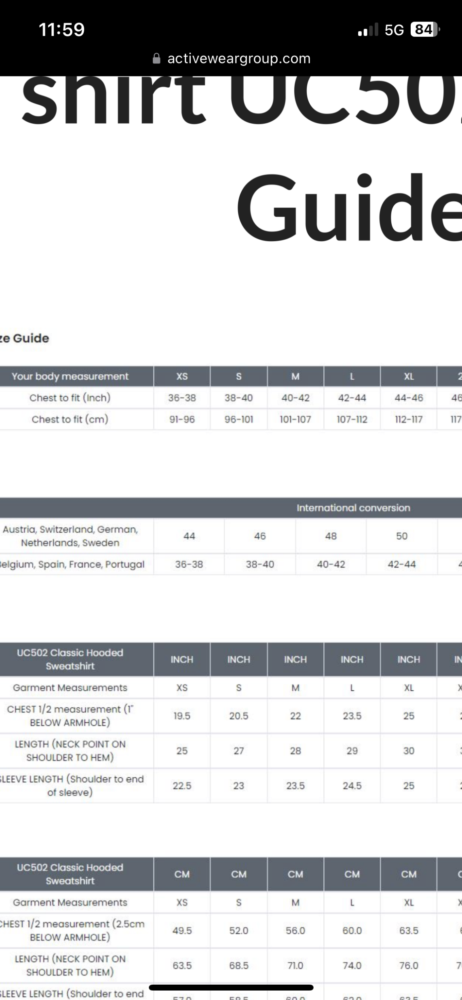 11:59 5G 84
activeweargroup.com
shirt UC50
Guide
ze Guide
Your body measurement XS S M L XL 2
Chest to fit (Inch) 36-38 38-40 40-42 42-44 44-46 46
Chest to fit (cm) 91-96 96-101 101-107 107-112 112-117 117
International conversion
Austria, Switzerland, German,
Netherlands, Sweden 44 46 48 50
Belgium, Spain, France, Portugal 36-38 38-40 40-42 42-44 4
UC502 Classic Hooded
Sweatshirt INCH INCH INCH INCH INCH IN
Garment Measurements XS S M L XL X
CHEST 1/2 measurement (1"
BELOW ARMHOLE) 19.5 20.5 22 23.5 25
LENGTH (NECK POINT ON
SHOULDER TO HEM) 25 27 28 29 30
SLEEVE LENGTH (Shoulder to end
of sleeve) 22.5 23 23.5 24.5 25
UC502 Classic Hooded
Sweatshirt CM CM CM CM CM
Garment Measurements XS S M L XL X
CHEST 1/2 measurement (2.5cm
BELOW ARMHOLE) 49.5 52.0 56.0 60.0 63.5
LENGTH (NECK POINT ON
SHOULDER TO HEM) 63.5 68.5 71.0 74.0 76.0 7
SLEEVE LENGTH (Shoulder to end